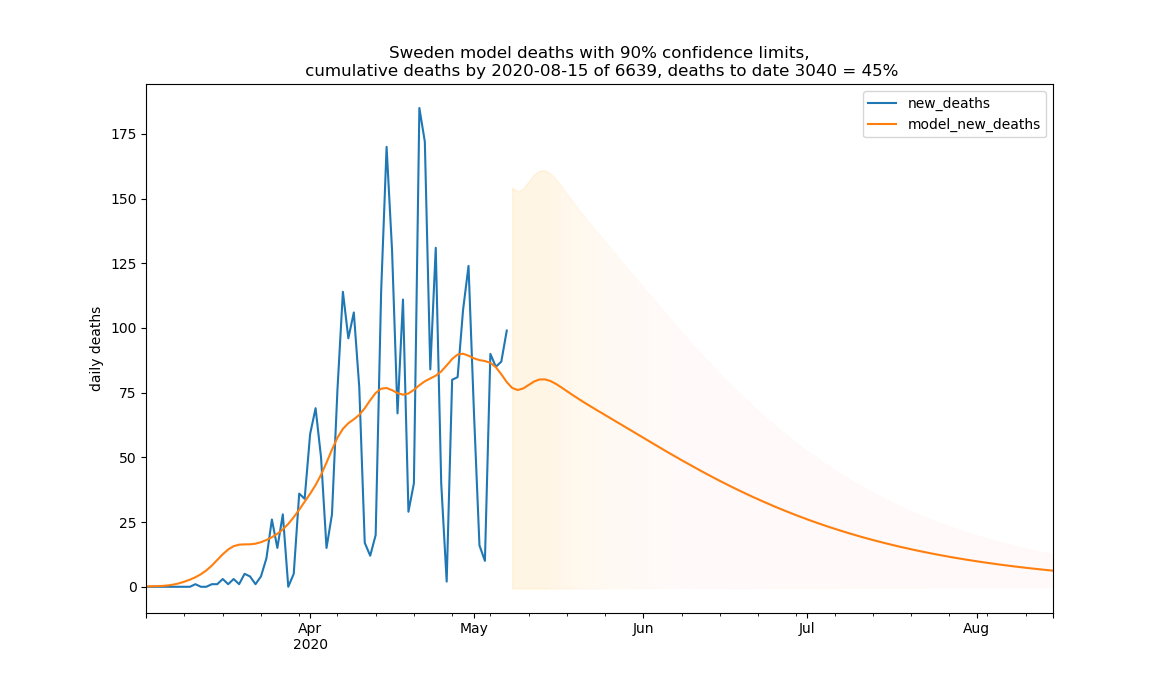 Sweden model deaths with 90% confidence limits,
cumulative deaths by 2020-08-15 of 6639, deaths to date 3040 = 45%
new_deaths
model_new_deaths
daily deaths
175
150
125
100
75
50
25
0
Apr
2020
May
Jun
Jul
Aug